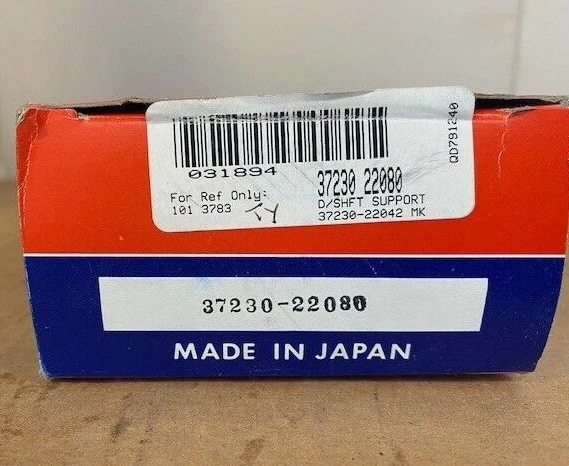 031894
37230 22080
For Ref Only:
D/SHFT SUPPORT
101 3783
37230-22042 MK
QD791240
37230-22080
MADE IN JAPAN